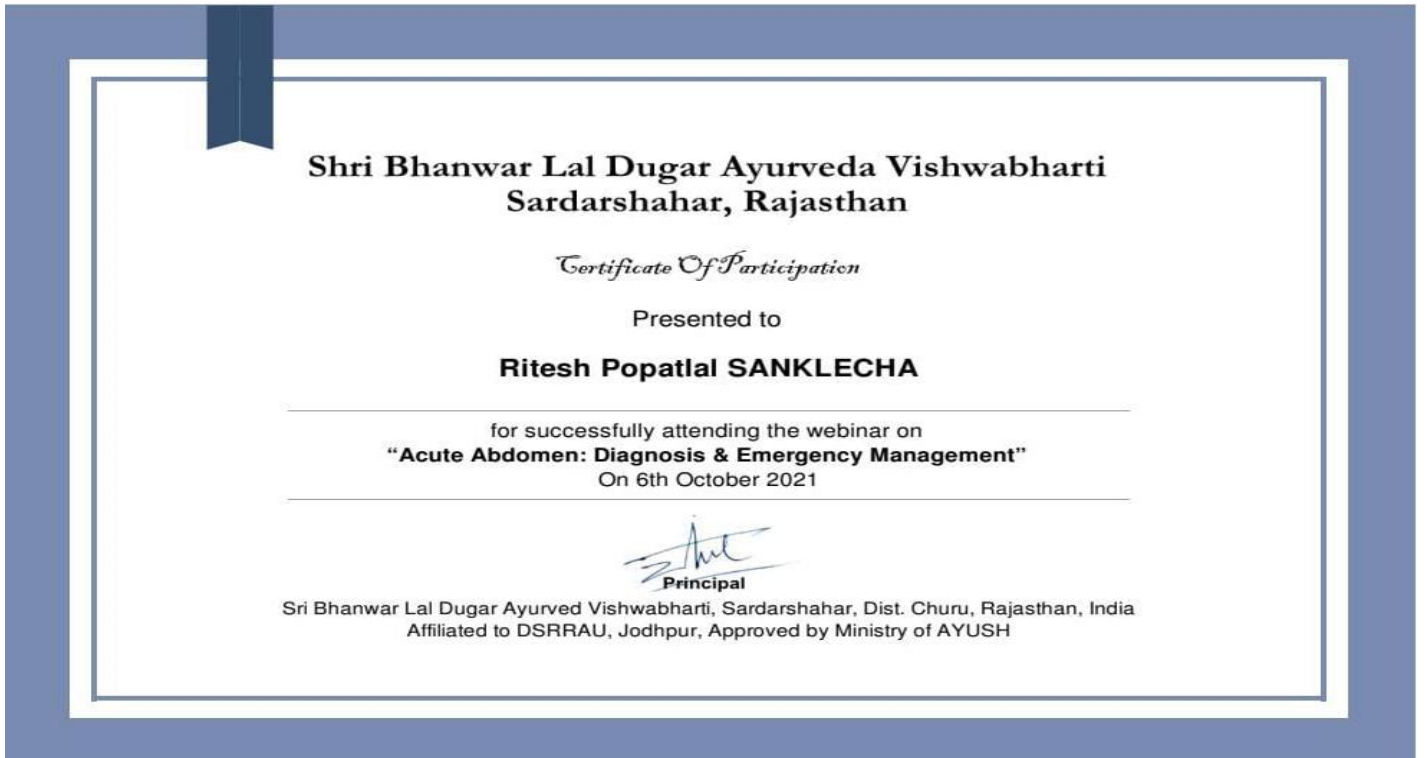 Shri Bhanwar Lal Dugar Ayurveda Vishwabharti
Sardarshahar, Rajasthan
Certificate Of Participation
Presented to
Ritesh Popatlal SANKLECHA
for successfully attending the webinar on
“Acute Abdomen: Diagnosis & Emergency Management”
On 6th October 2021
Principal
Sri Bhanwar Lal Dugar Ayurved Vishwabharti, Sardarshahar, Dist. Churu, Rajasthan, India
Affiliated to DSRRAU, Jodhpur, Approved by Ministry of AYUSH